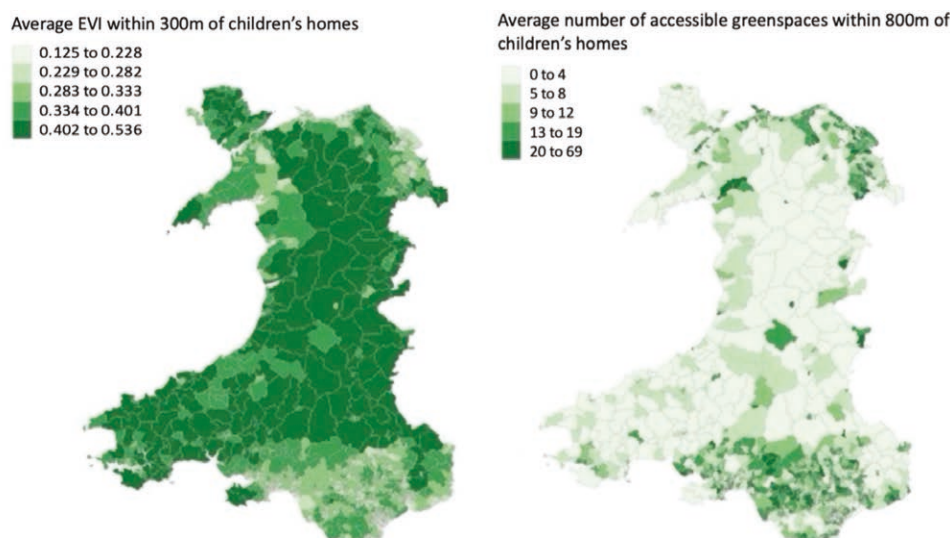 Average EVI within 300m of children’s homes
0.125 to 0.228
0.229 to 0.282
0.283 to 0.333
0.334 to 0.401
0.402 to 0.536
Average number of accessible greenspaces within 800m of
children’s homes
0 to 4
5 to 8
9 to 12
13 to 19
20 to 69